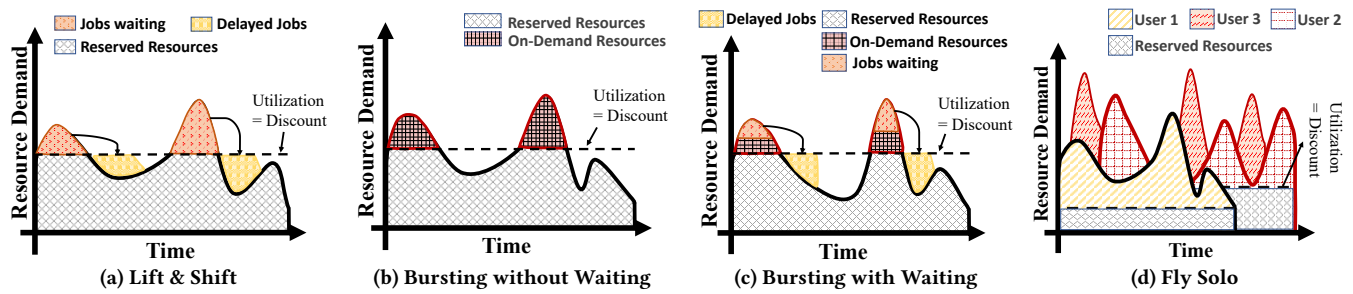 Jobs waiting
Delayed Jobs
Reserved Resources
Resource Demand
Utilization
= Discount
Time
(a) Lift & Shift
Reserved Resources
On-Demand Resources
Resource Demand
Utilization
= Discount
Time
(b) Bursting without Waiting
Delayed Jobs
Reserved Resources
On-Demand Resources
Jobs waiting
Resource Demand
Utilization
= Discount
Time
(c) Bursting with Waiting
User 1
User 3
User 2
Reserved Resources
Resource Demand
Utilization
= Discount
Time
(d) Fly Solo